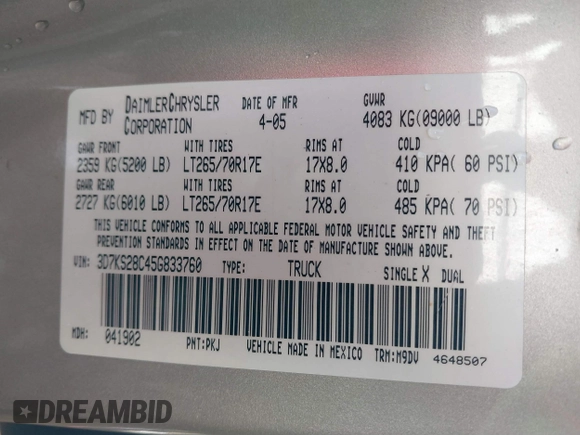 MFD BY DAIMLERCHRYSLER CORPORATION DATE OF MFR 4-05 GVWR 4083 KG(09000 LB)
GAWR FRONT WITH TIRES RIMS AT COLD
2359 KG(5200 LB) LT265/70R17E 17X8.0 410 KPA( 60 PSI)
GAWR REAR WITH TIRES RIMS AT COLD
2727 KG(6010 LB) LT265/70R17E 17X8.0 485 KPA( 70 PSI)
THIS VEHICLE CONFORMS TO ALL APPLICABLE FEDERAL MOTOR VEHICLE SAFETY AND THEFT
PREVENTION STANDARDS IN EFFECT ON THE DATE OF MANUFACTURE SHOWN ABOVE.
VIN: 3D7KS28C45G833760 TYPE: TRUCK SINGLE X DUAL
MDH: 041902 PNT:PKJ VEHICLE MADE IN MEXICO TRM:M9DV 4648507
DREAMBID